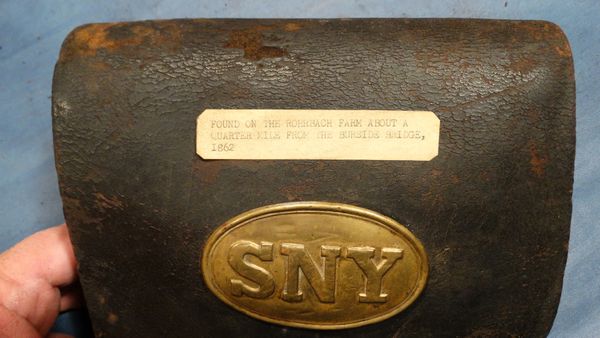 FOUND ON THE ROHRBACH FARM ABOUT A
QUARTER MILE FROM THE BURSIDE BRIDGE,
1862
SNY